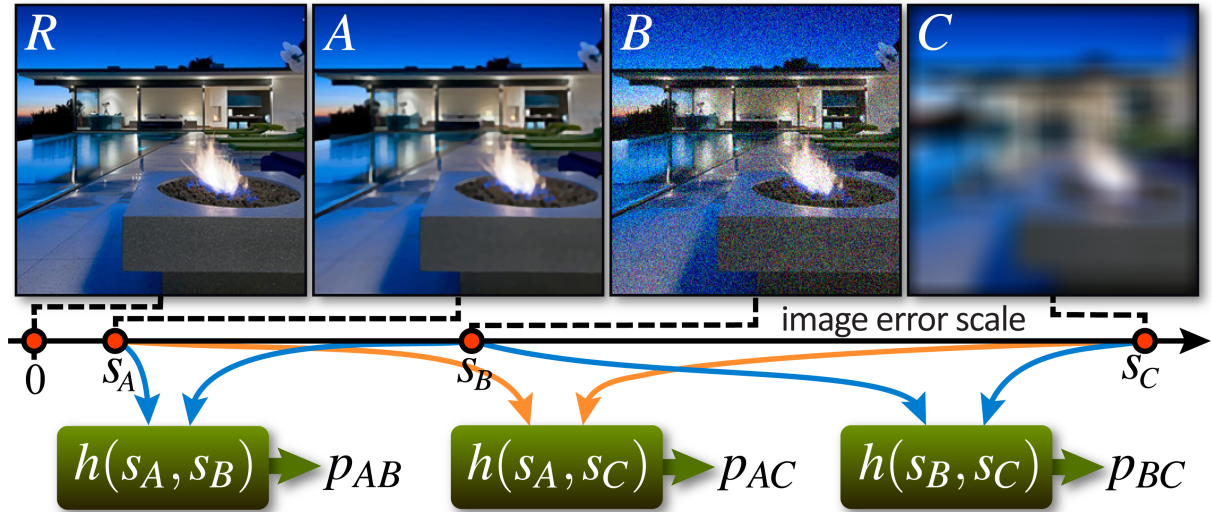 R A B C
image error scale
0 s_A s_B s_C
h(s_A, s_B) p_AB h(s_A, s_C) p_AC h(s_B, s_C) p_BC